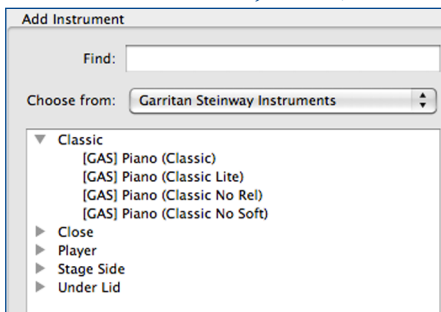 Add Instrument
Find:
Choose from: Garritan Steinway Instruments
Classic
[GAS] Piano (Classic)
[GAS] Piano (Classic Lite)
[GAS] Piano (Classic No Rel)
[GAS] Piano (Classic No Soft)
Close
Player
Stage Side
Under Lid